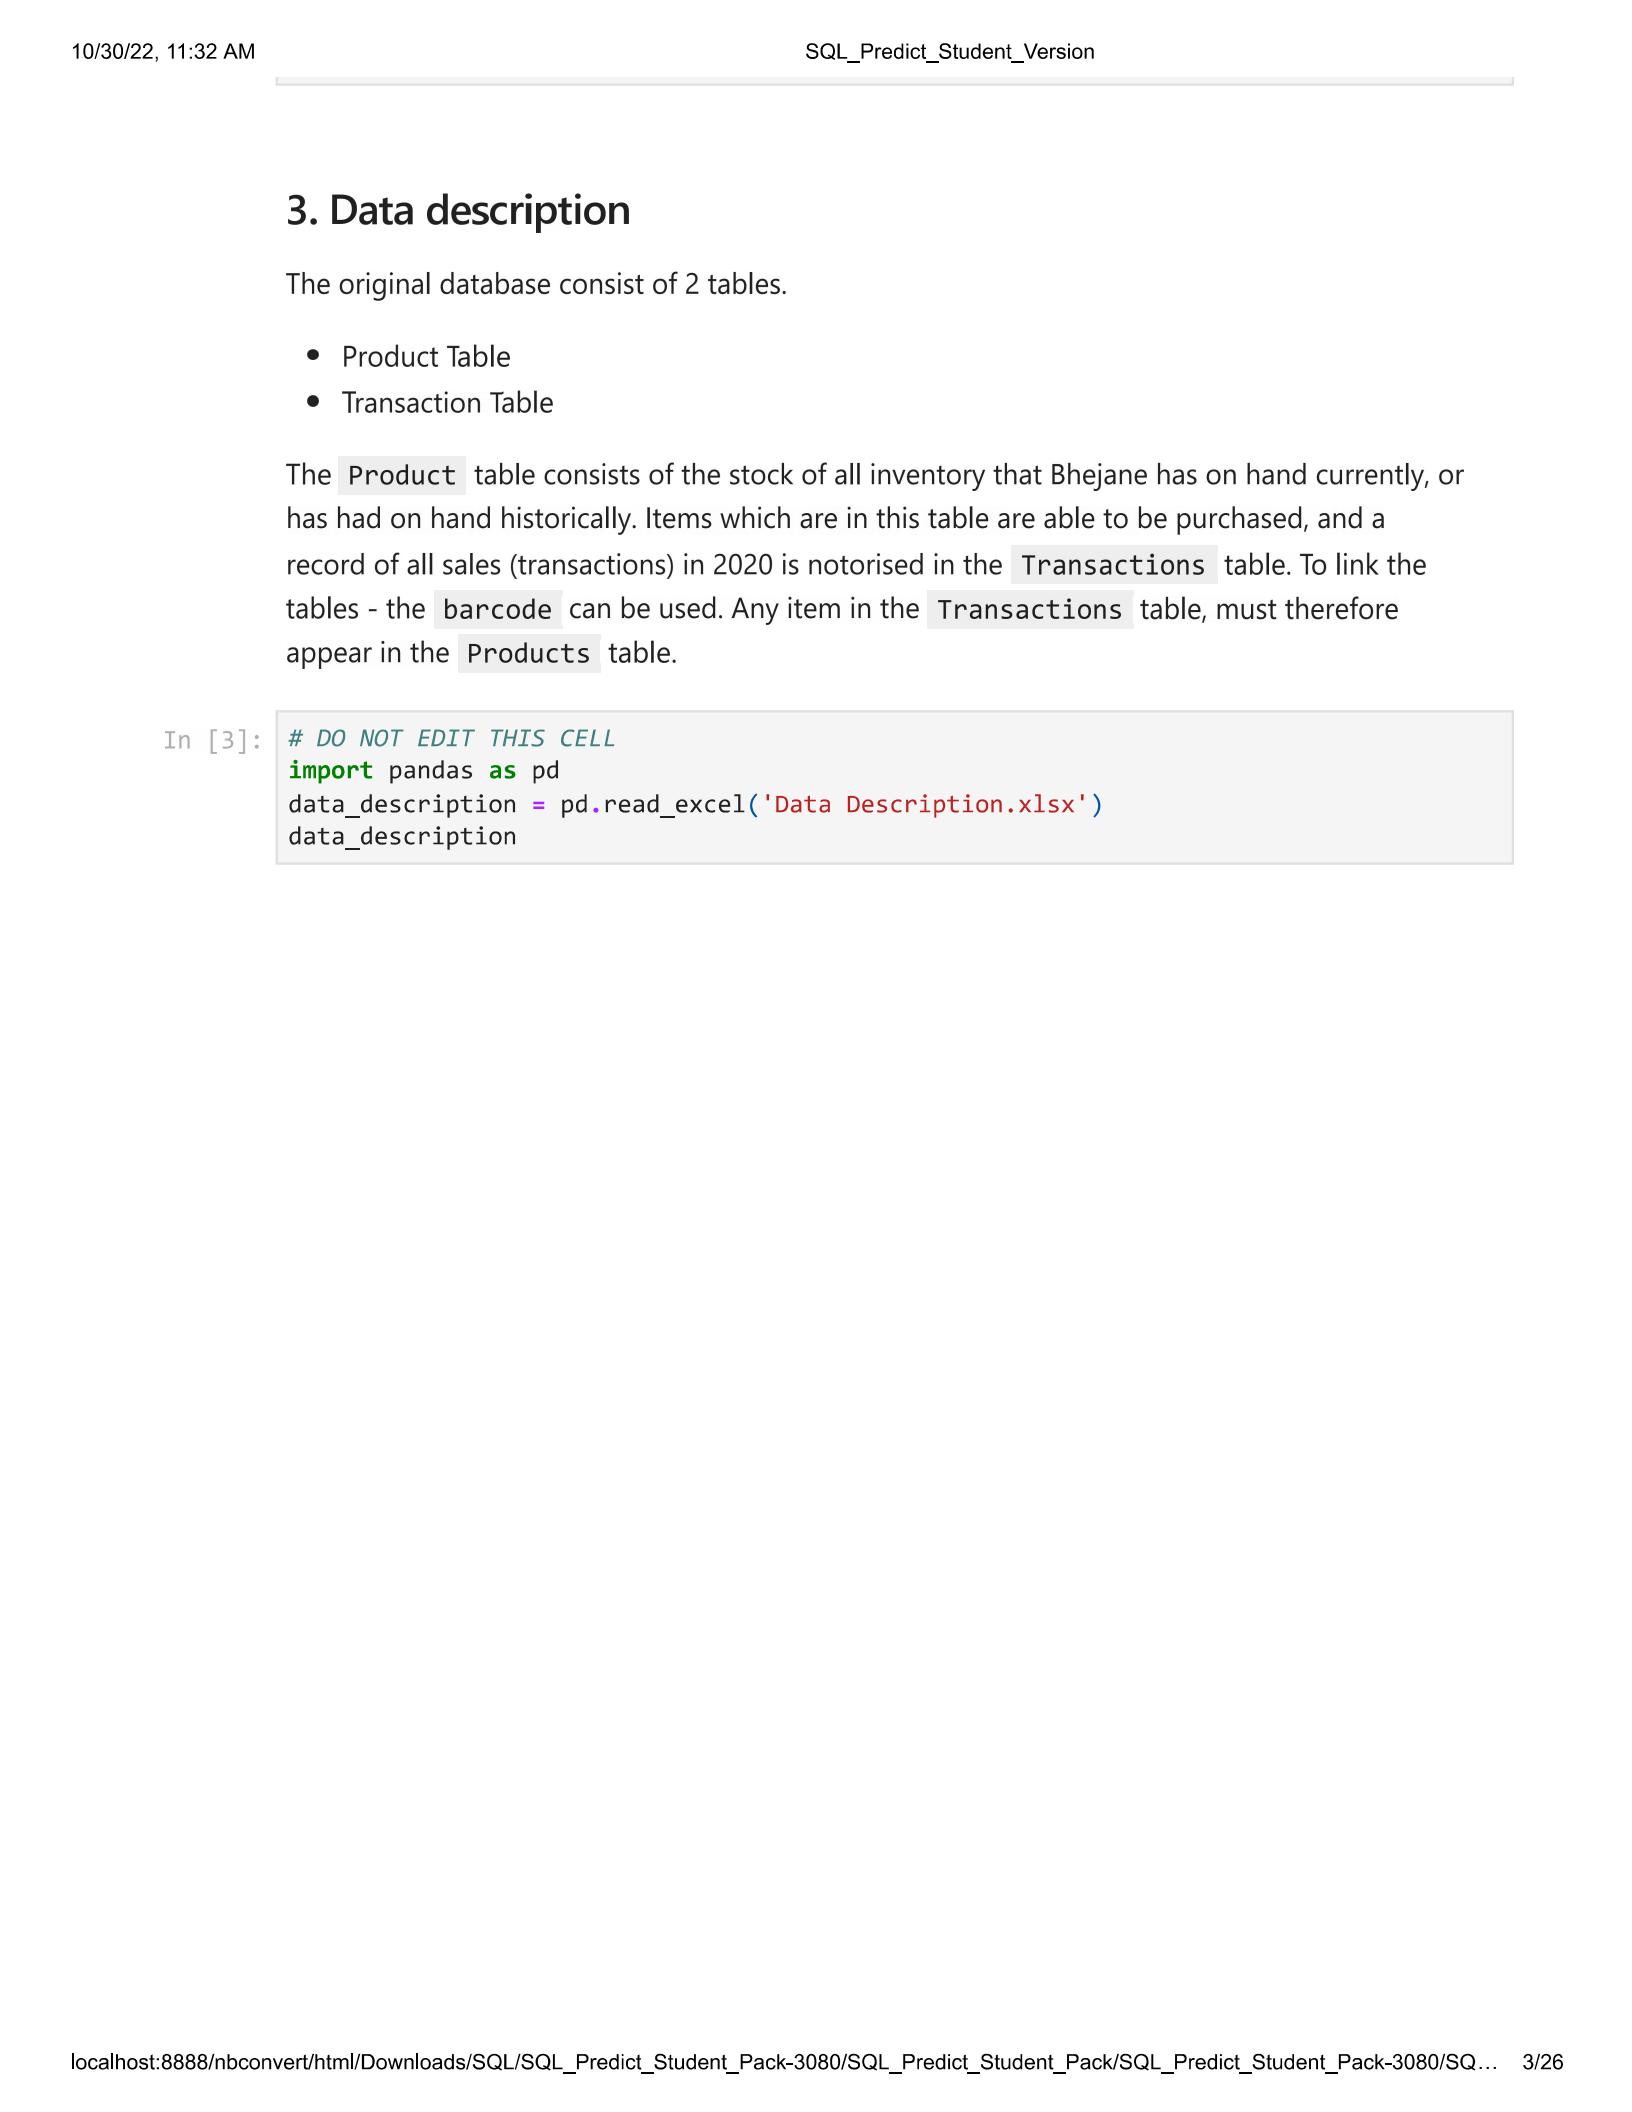 10/30/22, 11:32 AM SQL_Predict_Student_Version
3. Data description
The original database consist of 2 tables.
• Product Table
• Transaction Table
The Product table consists of the stock of all inventory that Bhejane has on hand currently, or
has had on hand historically. Items which are in this table are able to be purchased, and a
record of all sales (transactions) in 2020 is notorised in the Transactions table. To link the
tables - the barcode can be used. Any item in the Transactions table, must therefore
appear in the Products table.
In [3]: # DO NOT EDIT THIS CELL
import pandas as pd
data_description = pd.read_excel('Data Description.xlsx')
data_description
localhost:8888/nbconvert/html/Downloads/SQL/SQL_Predict_Student_Pack-3080/SQL_Predict_Student_Pack/SQL_Predict_Student_Pack-3080/SQ… 3/26